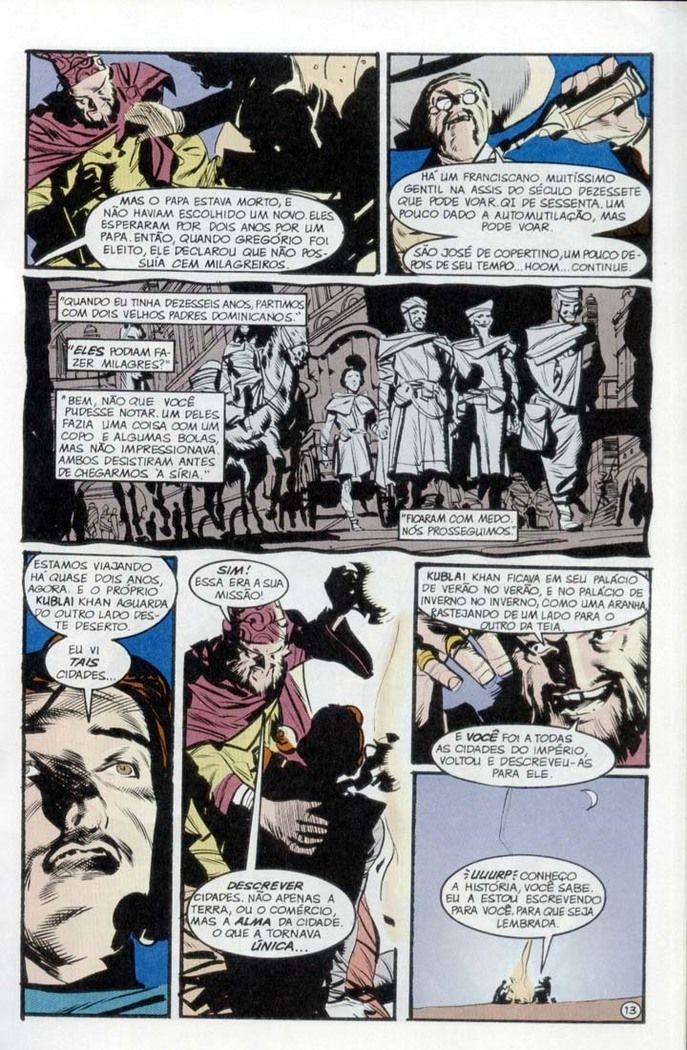 MAS O PAPA ESTAVA MORTO, E
NÃO HAVIAM ESCOLHIDO UM NOVO. ELES
ESPERARAM POR DOIS ANOS POR UM
PAPA. ENTÃO, QUANDO GREGÓRIO FOI
ELEITO, ELE DECLAROU QUE NÃO POS-
SUÍA CEM MILAGREIROS.
HÁ UM FRANCISCANO MUITÍSSIMO
GENTIL NA ASSIS DO SÉCULO DEZESSETE
QUE PODE VOAR. QI DE SESSENTA. UM
POUCO DADO A AUTOMUTILAÇÃO, MAS
PODE VOAR.
SÃO JOSÉ DE COPERTINO, UM POUCO DE-
POIS DE SEU TEMPO... HOOM... CONTINUE.
"QUANDO EU TINHA DEZESSEIS ANOS, PARTIMOS
COM DOIS VELHOS PADRES DOMINICANOS."
"ELES PODIAM FA-
ZER MILAGRES?"
"BEM, NÃO QUE VOCÊ
PUDESSE NOTAR. UM DELES
FAZIA UMA COISA COM UM
COPO E ALGUMAS BOLAS,
MAS NÃO IMPRESSIONAVA.
AMBOS DESISTIRAM ANTES
DE CHEGARMOS 'A SÍRIA."
"FICARAM COM MEDO.
NÓS PROSSEGUIMOS."
ESTAMOS VIAJANDO
HÁ QUASE DOIS ANOS,
AGORA. E O PRÓPRIO
KUBLAI KHAN AGUARDA
DO OUTRO LADO DES-
TE DESERTO.
EU VI
TAIS
CIDADES...
SIM!
ESSA ERA A SUA
MISSÃO!
DESCREVER
CIDADES. NÃO APENAS A
TERRA, OU O COMÉRCIO,
MAS A ALMA DA CIDADE.
O QUE A TORNAVA
ÚNICA...
KUBLAI KHAN FICAVA EM SEU PALÁCIO
DE VERÃO NO VERÃO, E NO PALÁCIO DE
INVERNO NO INVERNO, COMO UMA ARANHA
RASTEJANDO DE UM LADO PARA O
OUTRO DA TEIA.
E VOCÊ FOI A TODAS
AS CIDADES DO IMPÉRIO,
VOLTOU E DESCREVEU-AS
PARA ELE.
?UUURP? CONHEÇO
A HISTÓRIA, VOCÊ SABE.
EU A ESTOU ESCREVENDO
PARA VOCÊ. PARA QUE SEJA
LEMBRADA.
13